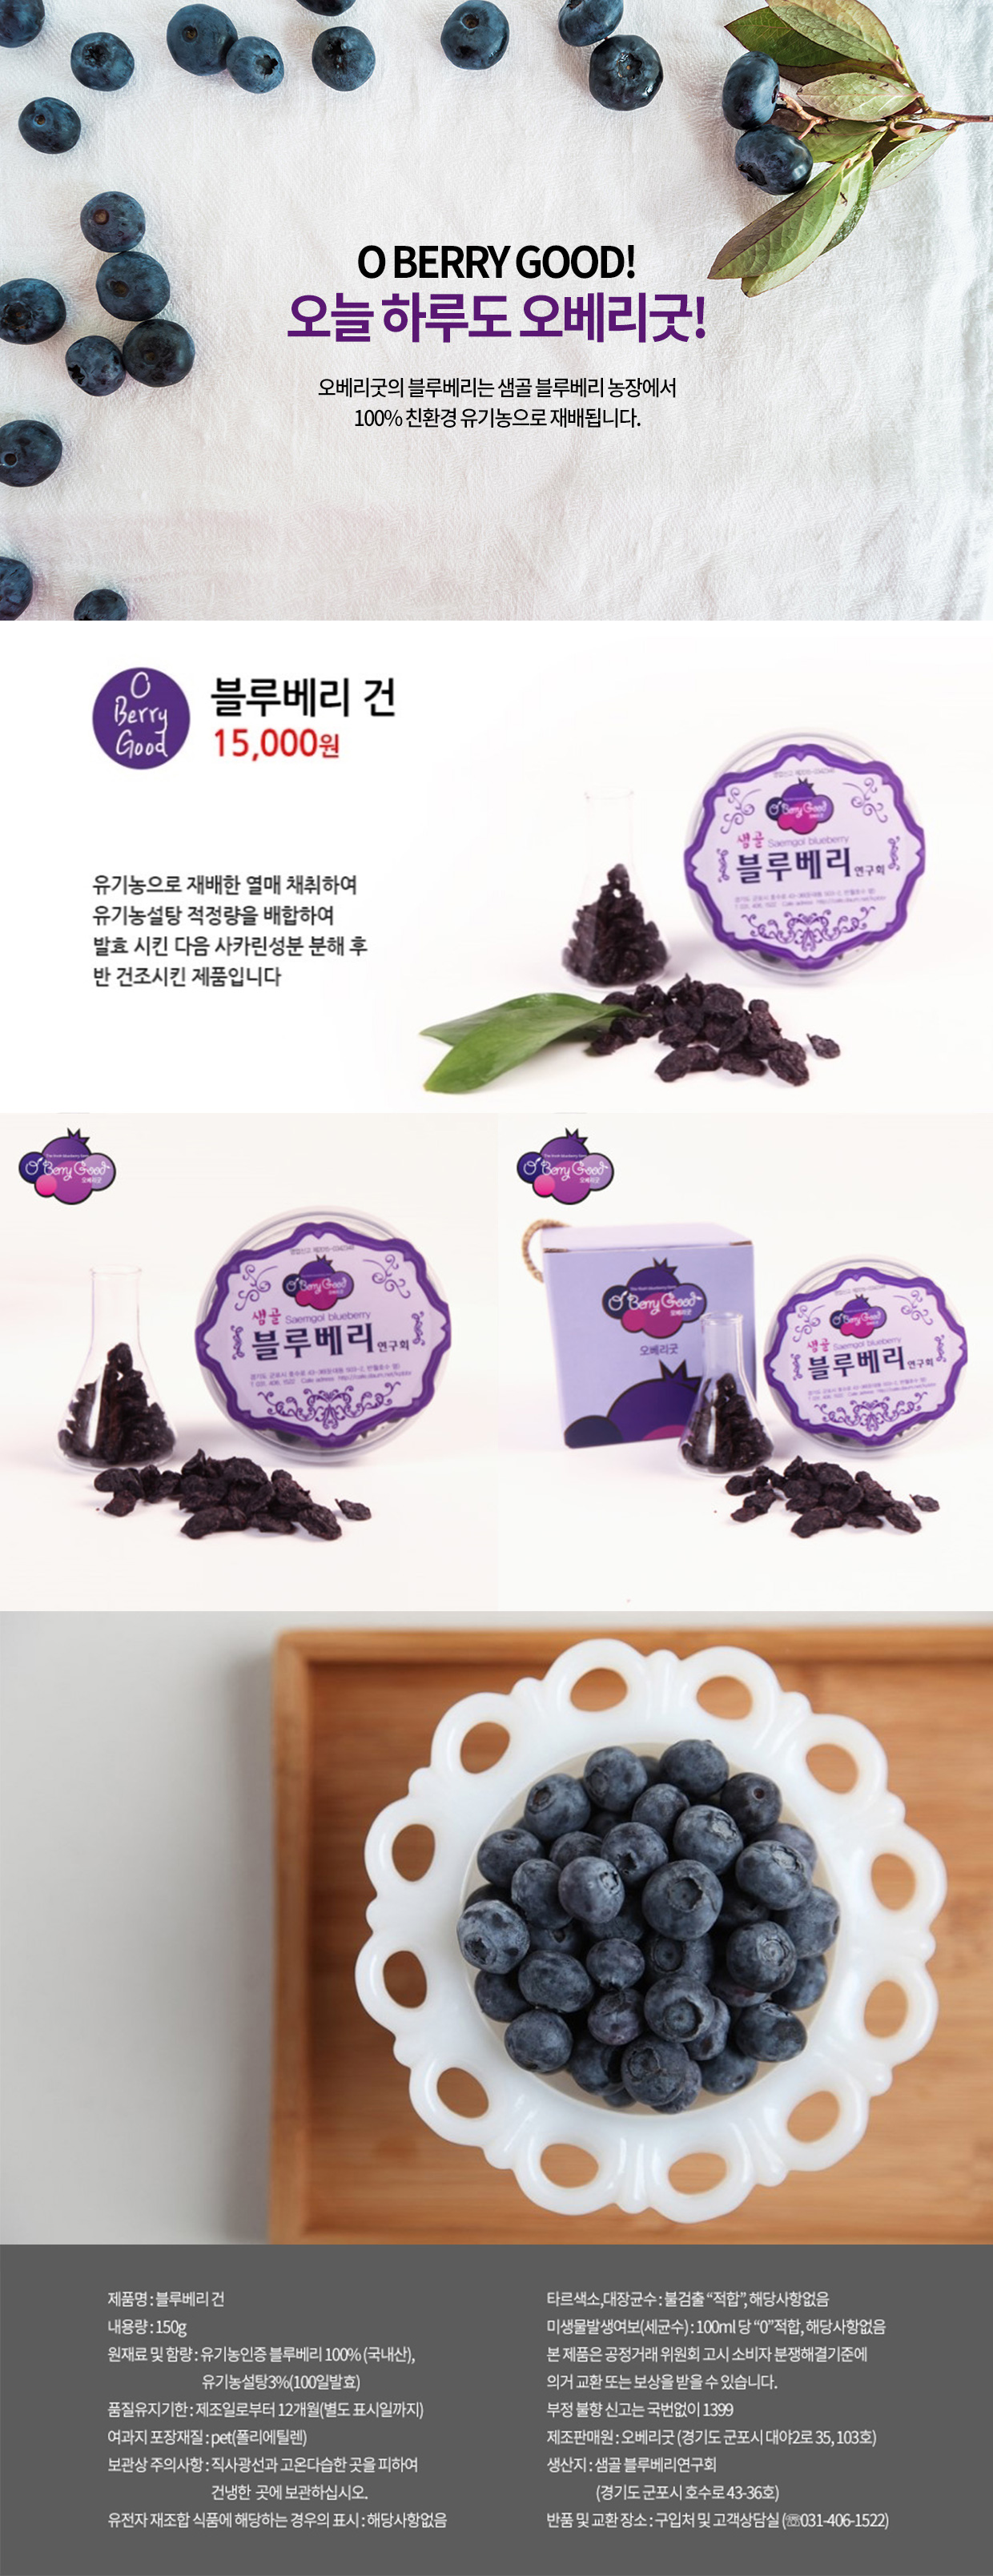 O BERRY GOOD!
오늘 하루도 오베리굿!
오베리굿의 블루베리는 샘골 블루베리 농장에서
100% 친환경 유기농으로 재배됩니다.
O
Berry
Good
블루베리 건
15,000원
유기농으로 재배한 열매 채취하여
유기농설탕 적정량을 배합하여
발효 시킨 다음 사카린성분 분해 후
반 건조시킨 제품입니다
O' Berry Good
샘골 Saemgol blueberry
블루베리 연구회
O' Berry Good
오베리굿
O' Berry Good
샘골 Saemgol blueberry
블루베리 연구회
O' Berry Good
오베리굿
O' Berry Good
오베리굿
O' Berry Good
샘골 Saemgol blueberry
블루베리 연구회
제품명 : 블루베리 건
내용량 : 150g
원재료 및 함량 : 유기농인증 블루베리 100% (국내산),
유기농설탕3%(100일발효)
품질유지기한 : 제조일로부터 12개월(별도 표시일까지)
여과지 포장재질 : pet(폴리에틸렌)
보관상 주의사항 : 직사광선과 고온다습한 곳을 피하여
건냉한 곳에 보관하십시오.
유전자 재조합 식품에 해당하는 경우의 표시 : 해당사항없음
타르색소,대장균수 : 불검출 “적합”, 해당사항없음
미생물발생여보(세균수) : 100ml 당 “0”적합, 해당사항없음
본 제품은 공정거래 위원회 고시 소비자 분쟁해결기준에
의거 교환 또는 보상을 받을 수 있습니다.
부정 불향 신고는 국번없이 1399
제조판매원 : 오베리굿 (경기도 군포시 대야2로 35, 103호)
생산지 : 샘골 블루베리연구회
(경기도 군포시 호수로 43-36호)
반품 및 교환 장소 : 구입처 및 고객상담실 (☏031-406-1522)